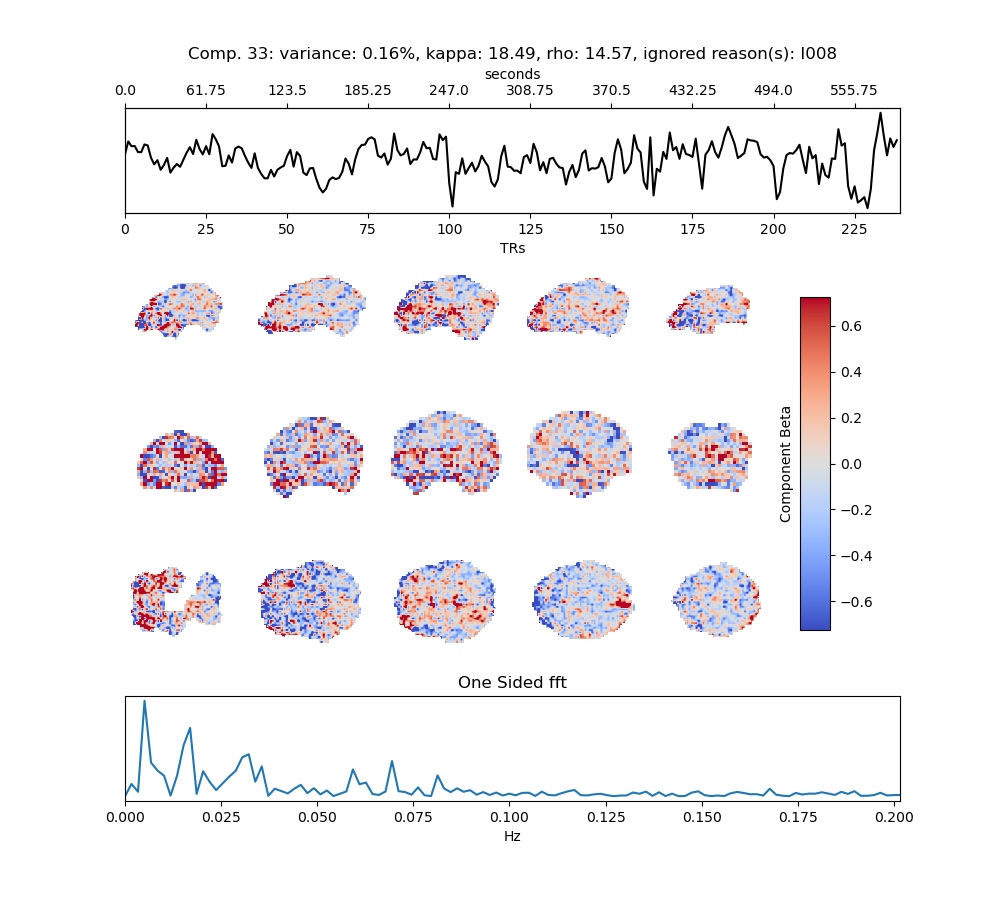 Comp. 33: variance: 0.16%, kappa: 18.49, rho: 14.57, ignored reason(s): I008
seconds
0.0 61.75 123.5 185.25 247.0 308.75 370.5 432.25 494.0 555.75
0 25 50 75 100 125 150 175 200 225
TRs
0.6
0.4
0.2
0.0
−0.2
−0.4
−0.6
Component Beta
One Sided fft
0.000 0.025 0.050 0.075 0.100 0.125 0.150 0.175 0.200
Hz